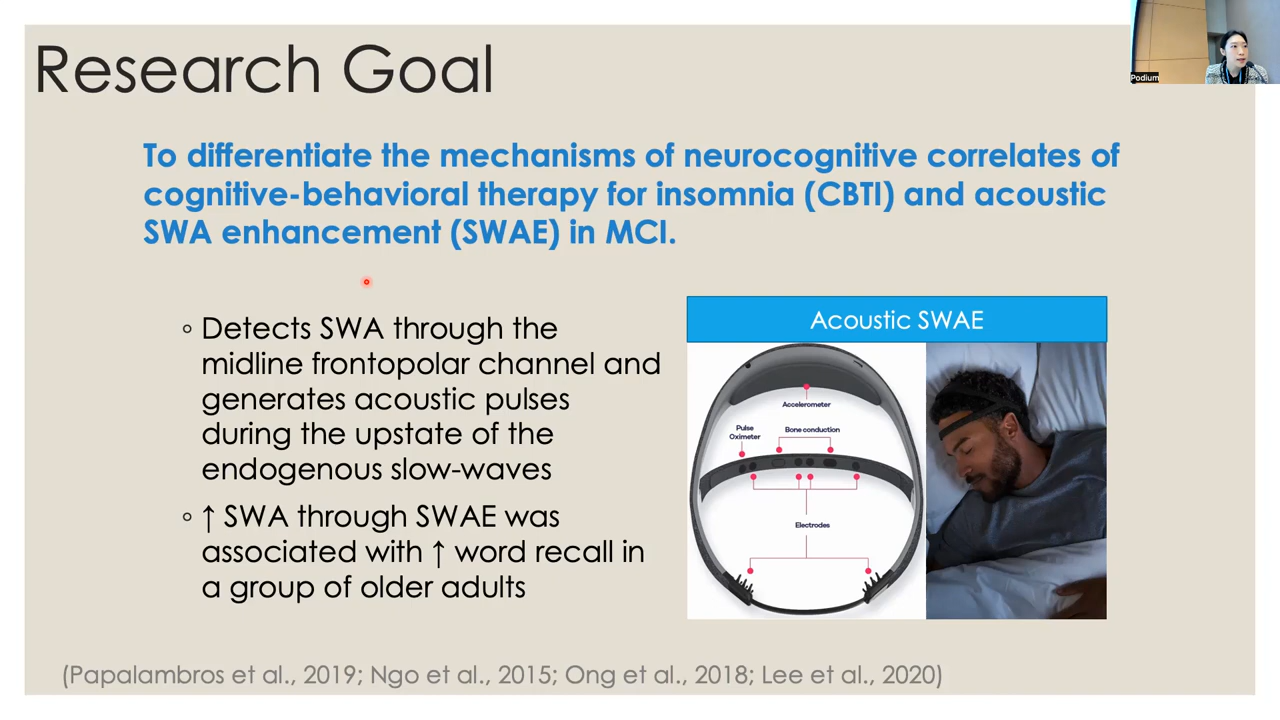 Research Goal
Podium
To differentiate the mechanisms of neurocognitive correlates of
cognitive-behavioral therapy for insomnia (CBTI) and acoustic
SWA enhancement (SWAE) in MCI.
◦ Detects SWA through the
midline frontopolar channel and
generates acoustic pulses
during the upstate of the
endogenous slow-waves
◦ ↑ SWA through SWAE was
associated with ↑ word recall in
a group of older adults
Acoustic SWAE
Accelerometer
Pulse
Oximeter
Bone conduction
Electrodes
(Papalambros et al., 2019; Ngo et al., 2015; Ong et al., 2018; Lee et al., 2020)